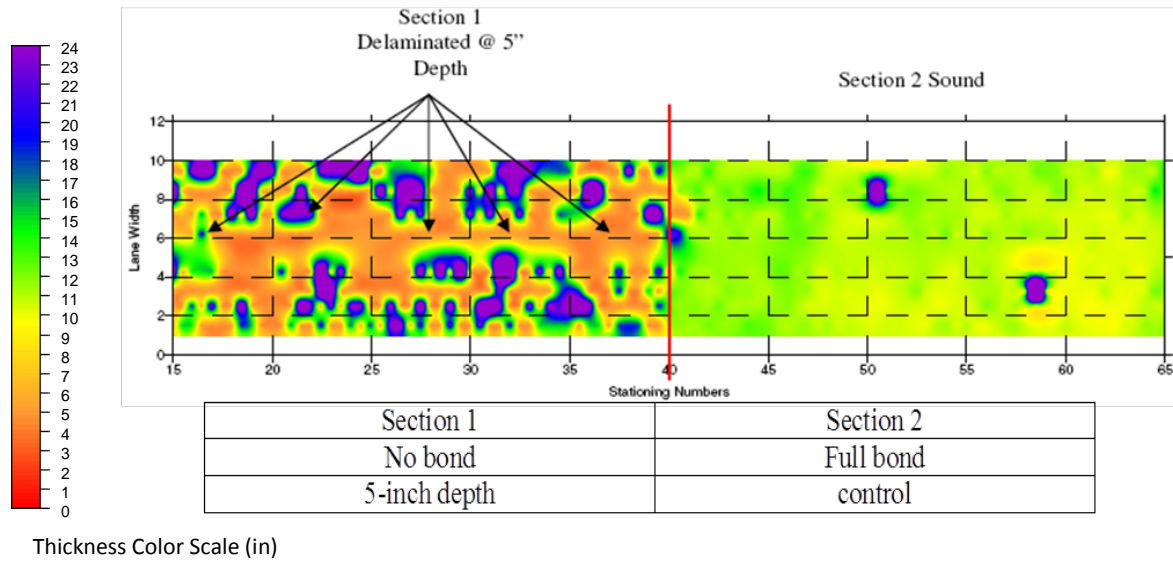 24
23
22
21
19
18
17
16
14
13
12
11
10
9
8
7
6
5
4
3
2
1
0
Thickness Color Scale (in)
Section 1
Delaminated @ 5”
Depth
Section 2 Sound
12
10
8
6
4
2
0
Lane Width
15 20 25 30 35 40 45 50 55 60 65
Stationing Numbers
Section 1 Section 2
No bond Full bond
5-inch depth control